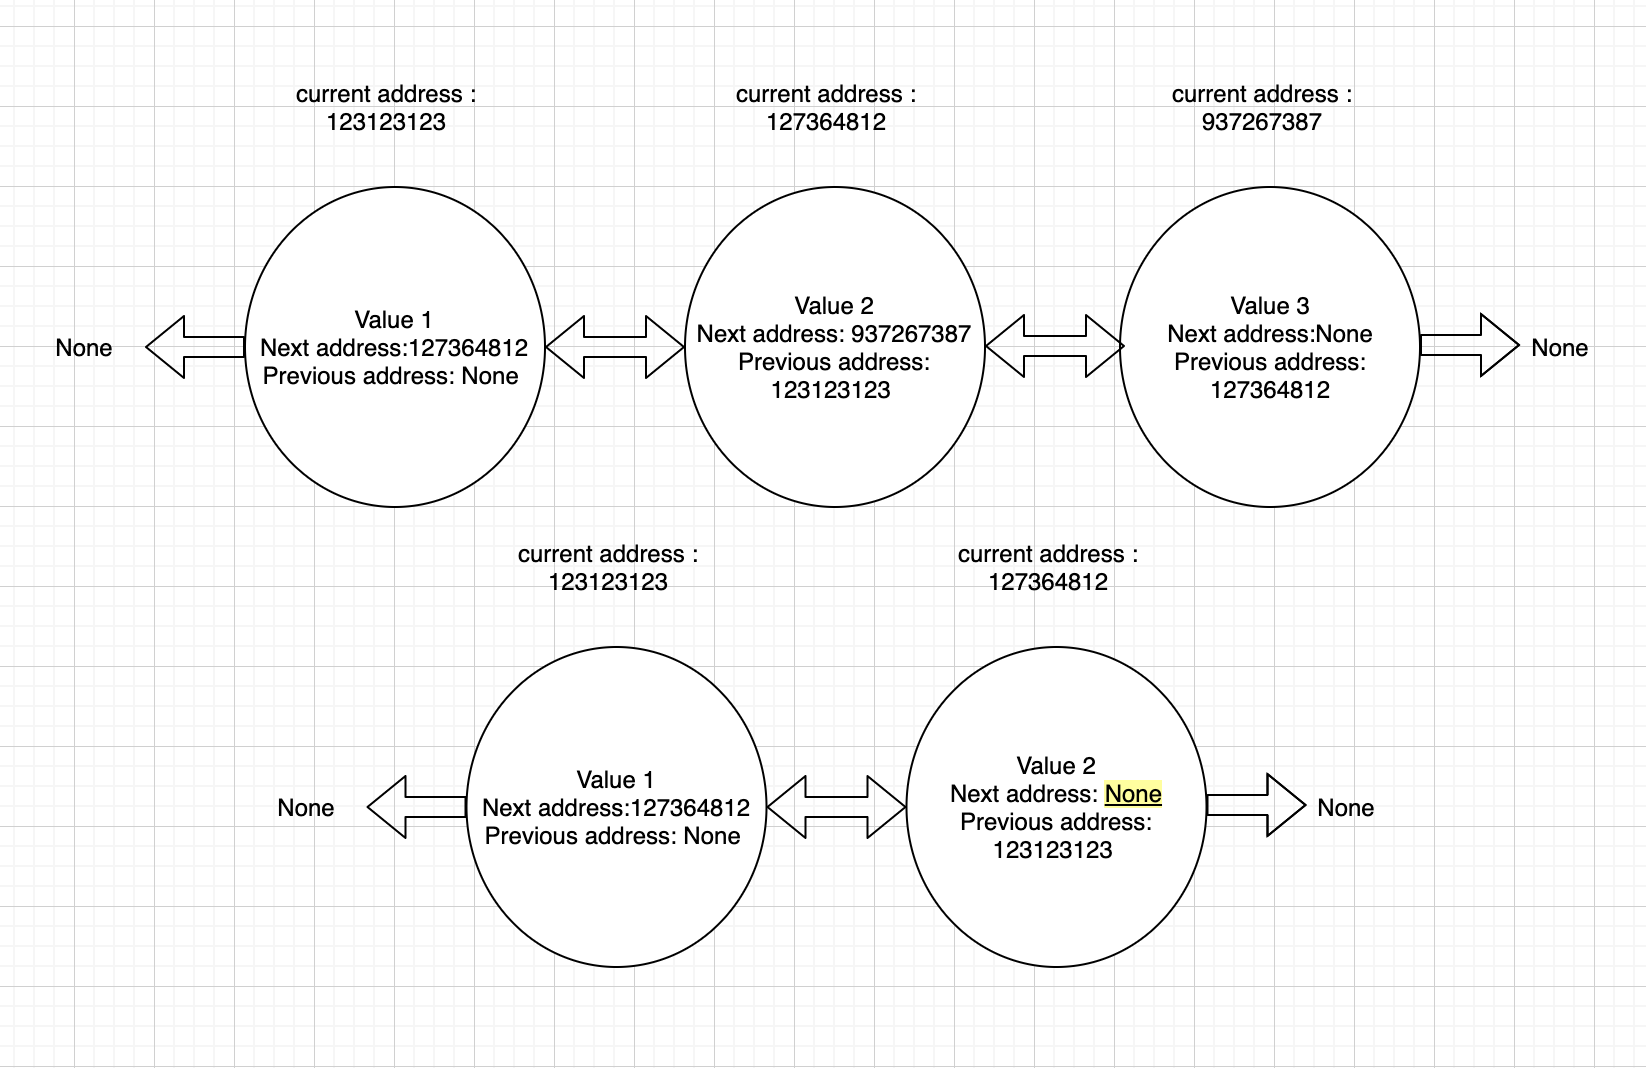 current address :
123123123
current address :
127364812
current address :
937267387
None
Value 1
Next address:127364812
Previous address: None
Value 2
Next address: 937267387
Previous address:
123123123
Value 3
Next address:None
Previous address:
127364812
None
current address :
123123123
current address :
127364812
None
Value 1
Next address:127364812
Previous address: None
Value 2
Next address: None
Previous address:
123123123
None